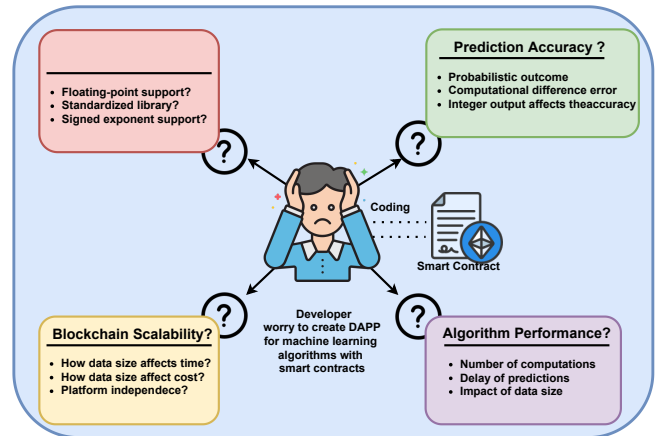 • Floating-point support?
• Standardized library?
• Signed exponent support?
Prediction Accuracy ?
• Probabilistic outcome
• Computational difference error
• Integer output affects theaccuracy
?
?
Coding
Smart Contract
?
?
Developer
worry to create DAPP
for machine learning
algorithms with
smart contracts
Blockchain Scalability?
• How data size affects time?
• How data size affect cost?
• Platform independece?
Algorithm Performance?
• Number of computations
• Delay of predictions
• Impact of data size